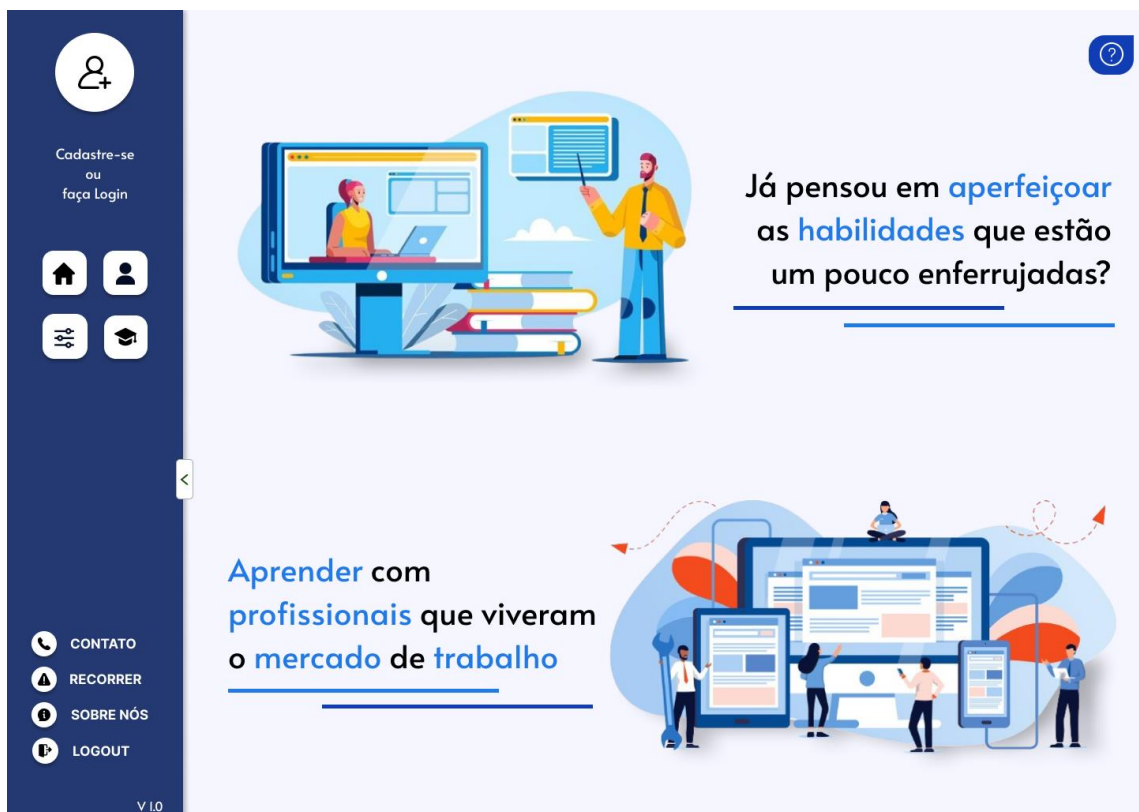 Cadastre-se
ou
faça Login
CONTATO
RECORRER
SOBRE NÓS
LOGOUT
V 1.0
Já pensou em aperfeiçoar
as habilidades que estão
um pouco enferrujadas?
Aprender com
profissionais que viveram
o mercado de trabalho